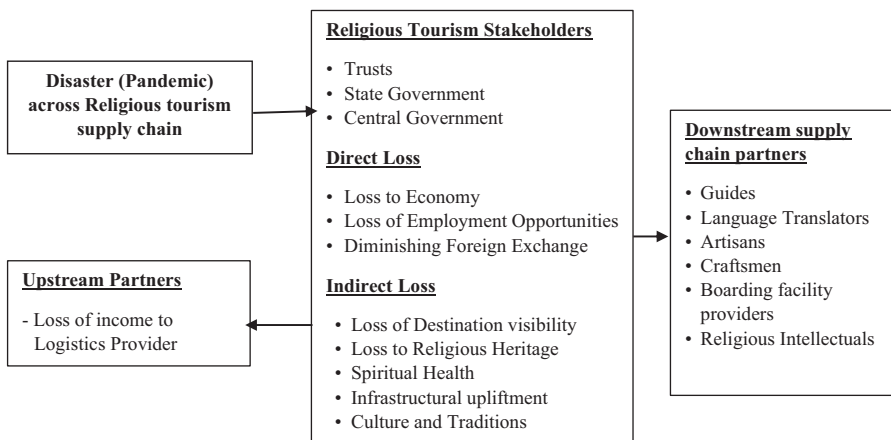 Disaster (Pandemic)
across Religious tourism
supply chain
Upstream Partners
- Loss of income to
Logistics Provider
Religious Tourism Stakeholders
• Trusts
• State Government
• Central Government
Direct Loss
• Loss to Economy
• Loss of Employment Opportunities
• Diminishing Foreign Exchange
Indirect Loss
• Loss of Destination visibility
• Loss to Religious Heritage
• Spiritual Health
• Infrastructural upliftment
• Culture and Traditions
Downstream supply
chain partners
• Guides
• Language Translators
• Artisans
• Craftsmen
• Boarding facility
providers
• Religious Intellectuals